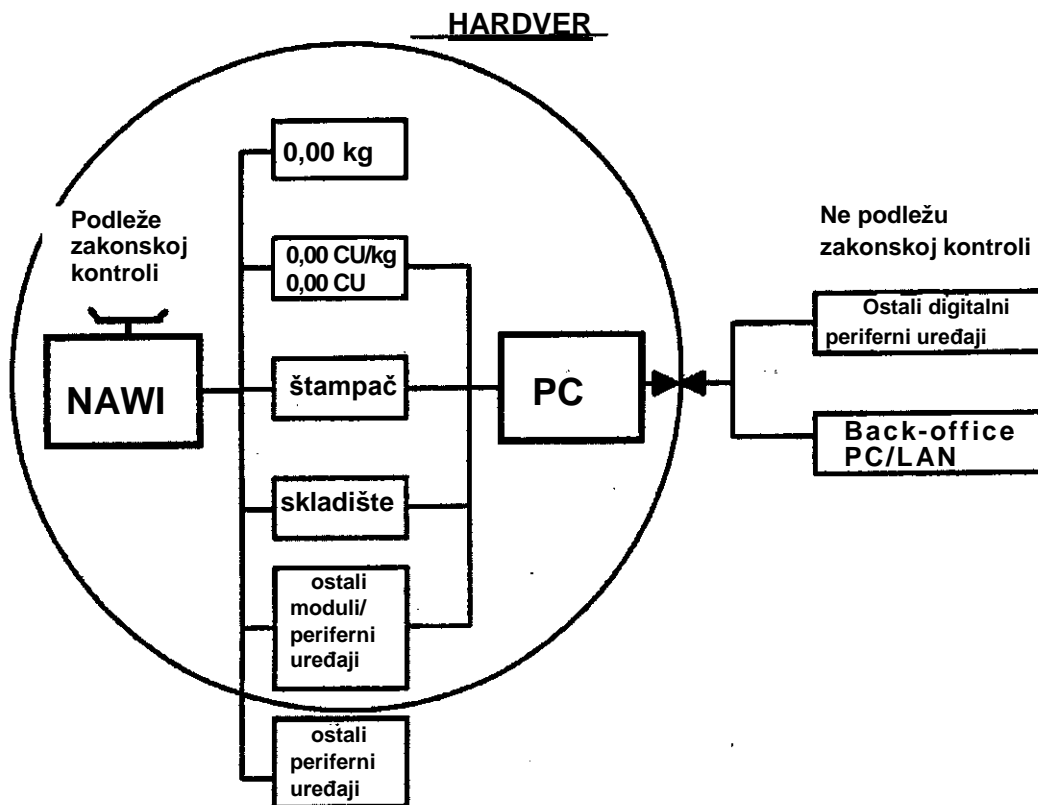 HARDVER
0,00 kg
Podleže
zakonskoj
kontroli
0,00 CU/kg
0,00 CU
NAWI
štampač
PC
skladište
ostali
moduli/
periferni
uređaji
ostali
periferni
uređaji
Ne podležu
zakonskoj kontroli
Ostali digitalni
periferni uređaji
Back-office
PC/LAN